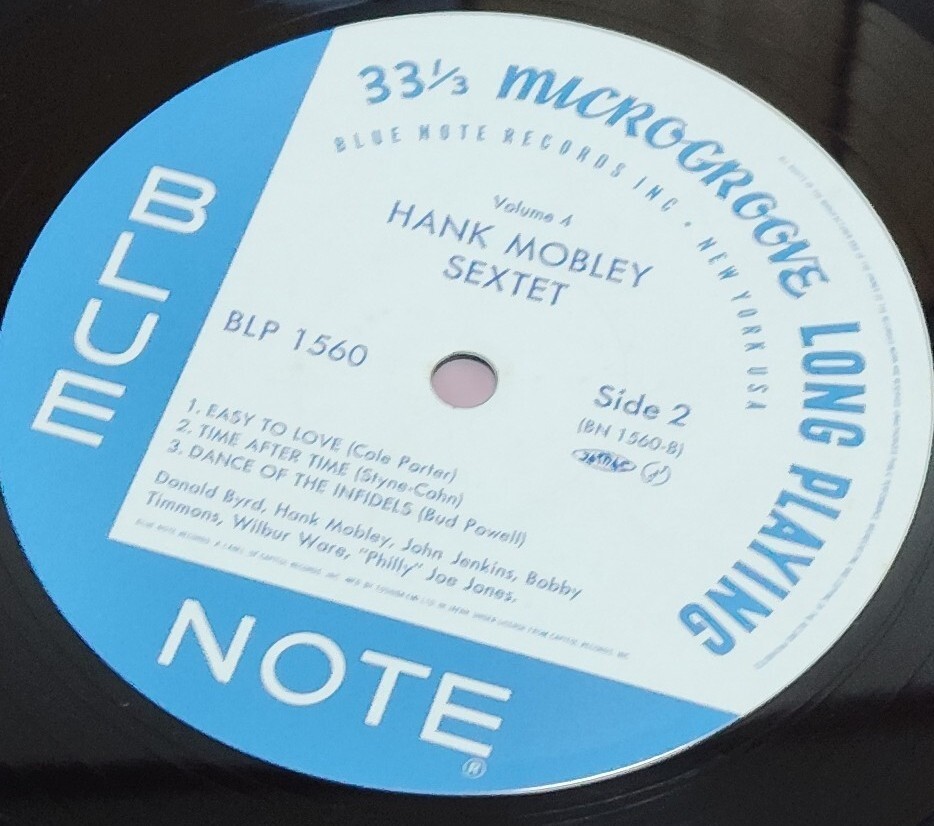 33⅓ MICROGROOVE LONG PLAYING
BLUE NOTE RECORDS INC • NEW YORK USA
Volume 4
HANK MOBLEY
SEXTET
BLP 1560
Side 2
(BN 1560-B)
1. EASY TO LOVE (Cole Porter)
2. TIME AFTER TIME (Styne-Cahn)
3. DANCE OF THE INFIDELS (Bud Powell)
Donald Byrd, Hank Mobley, John Jenkins, Bobby
Timmons, Wilbur Ware, "Philly" Joe Jones.
BLUE
NOTE®